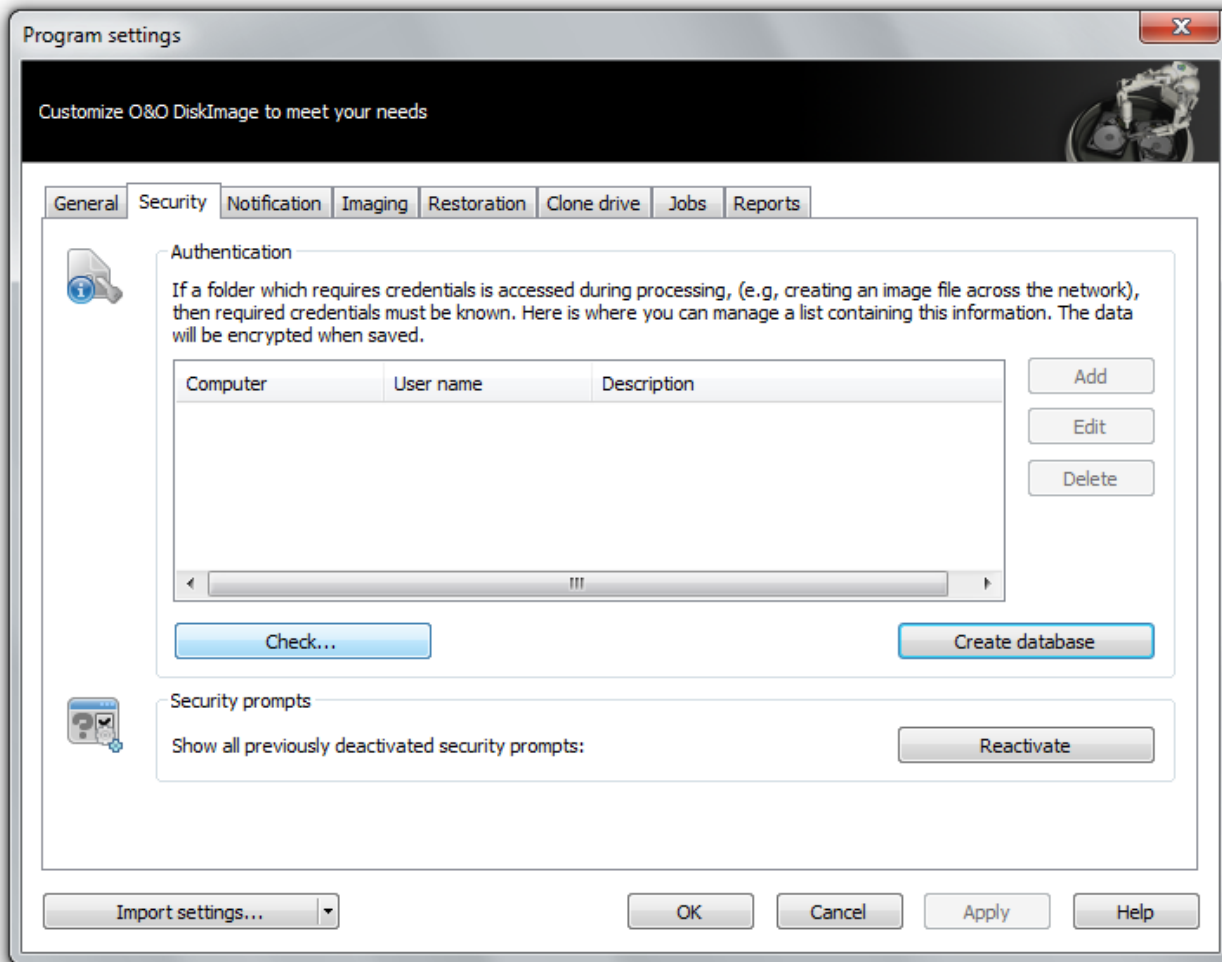 Program settings
Customize O&O DiskImage to meet your needs
General Security Notification Imaging Restoration Clone drive Jobs Reports
Authentication
If a folder which requires credentials is accessed during processing, (e.g, creating an image file across the network),
then required credentials must be known. Here is where you can manage a list containing this information. The data
will be encrypted when saved.
Computer User name Description
Add
Edit
Delete
Check... Create database
Security prompts
Show all previously deactivated security prompts: Reactivate
Import settings... OK Cancel Apply Help